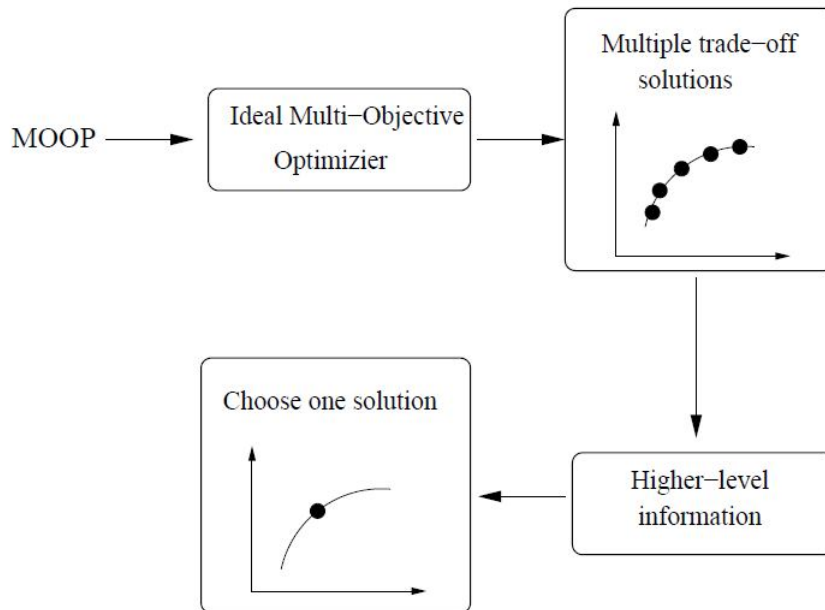 MOOP
Ideal Multi−Objective
Optimizier
Multiple trade−off
solutions
Higher−level
information
Choose one solution